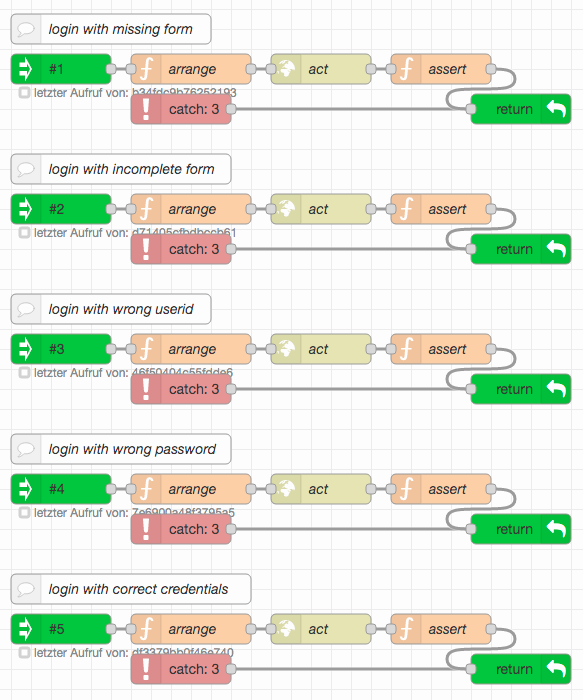 login with missing form
#1 arrange act assert
letzter Aufruf von: b34fdc9b76253193
catch: 3 return
login with incomplete form
#2 arrange act assert
letzter Aufruf von:
catch: 3 return
login with wrong userid
#3 arrange act assert
letzter Aufruf von: 46f50404c55fdde6
catch: 3 return
login with wrong password
#4 arrange act assert
letzter Aufruf von: 7e6900a48f3795a5
catch: 3 return
login with correct credentials
#5 arrange act assert
letzter Aufruf von: df3379bb0f46e740
catch: 3 return